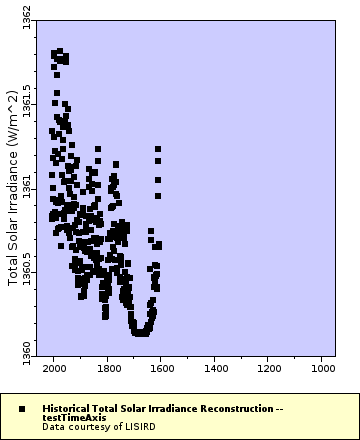 1362
1361.5
1361
1360.5
1360
Total Solar Irradiance (W/m^2)
2000 1800 1600 1400 1200 1000
Historical Total Solar Irradiance Reconstruction --
testTimeAxis
Data courtesy of LISIRD